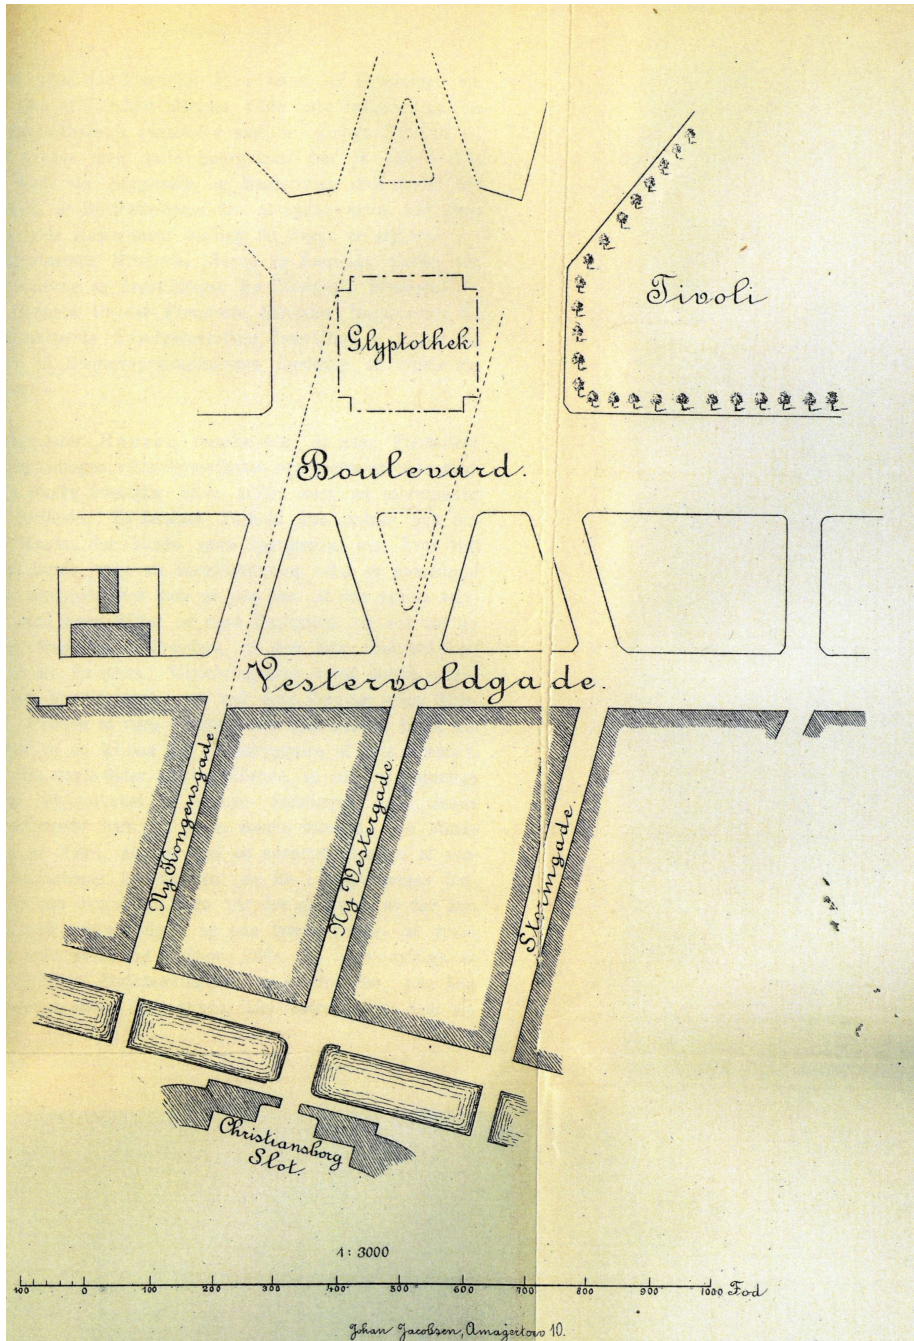 Tivoli
Glyptothek
Boulevard.
Vestervoldgade.
Ny Kongensgade.
Ny Vestergade.
Stormgade.
Christiansborg
Slot.
1 : 3000
100 0 100 200 300 400 500 600 700 800 900 1000 Fod
Johan Jacobsen, Amagertorv 10.